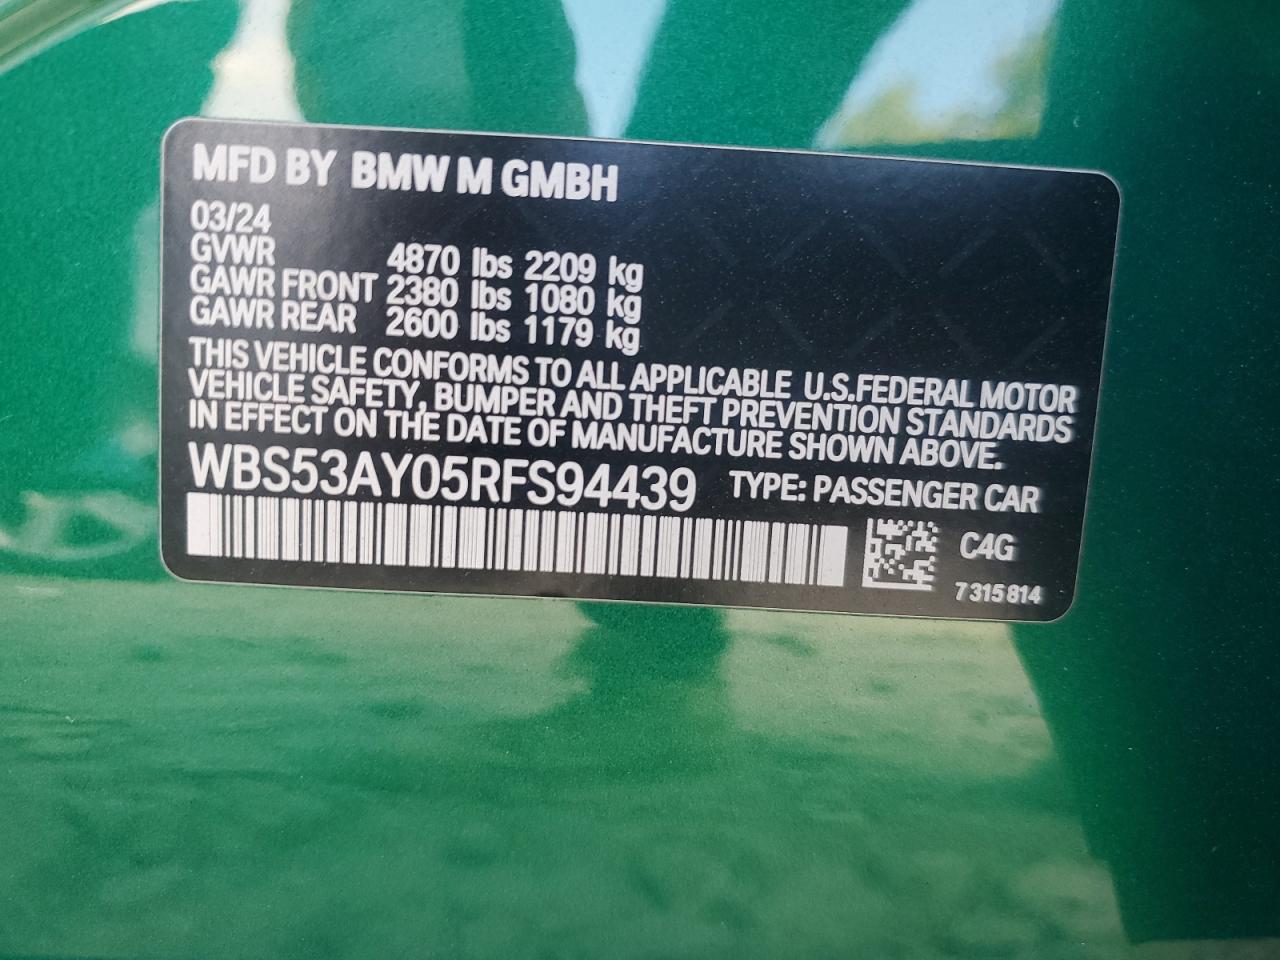 MFD BY BMW M GMBH
03/24
GVWR 4870 lbs 2209 kg
GAWR FRONT 2380 lbs 1080 kg
GAWR REAR 2600 lbs 1179 kg
THIS VEHICLE CONFORMS TO ALL APPLICABLE U.S.FEDERAL MOTOR
VEHICLE SAFETY, BUMPER AND THEFT PREVENTION STANDARDS
IN EFFECT ON THE DATE OF MANUFACTURE SHOWN ABOVE.
WBS53AY05RFS94439 TYPE: PASSENGER CAR
C4G
7 315 814